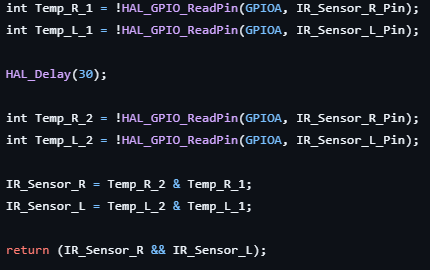 int Temp_R_1 = !HAL_GPIO_ReadPin(GPIOA, IR_Sensor_R_Pin);
int Temp_L_1 = !HAL_GPIO_ReadPin(GPIOA, IR_Sensor_L_Pin);
HAL_Delay(30);
int Temp_R_2 = !HAL_GPIO_ReadPin(GPIOA, IR_Sensor_R_Pin);
int Temp_L_2 = !HAL_GPIO_ReadPin(GPIOA, IR_Sensor_L_Pin);
IR_Sensor_R = Temp_R_2 & Temp_R_1;
IR_Sensor_L = Temp_L_2 & Temp_L_1;
return (IR_Sensor_R && IR_Sensor_L);